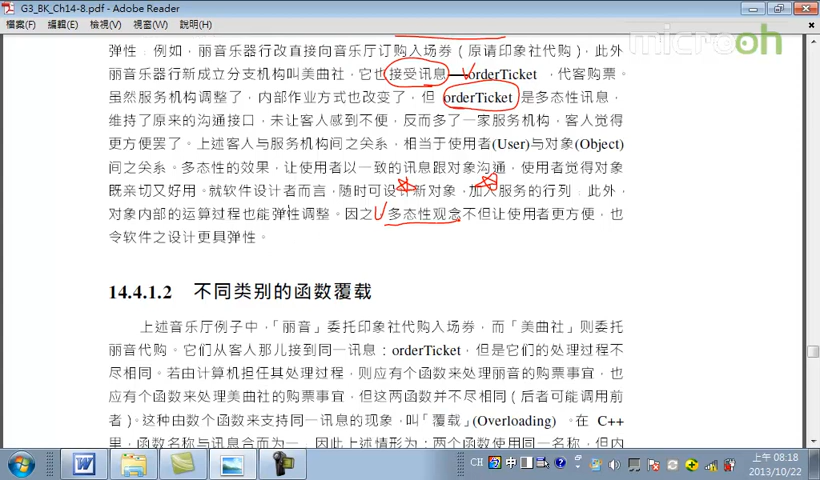 G3_BK_Ch14-8.pdf - Adobe Reader
檔案(F) 編輯(E) 檢視(V) 視窗(W) 說明(H)
microoh
弹性：例如，丽音乐器行改直接向音乐厅订购入场券（原请印象社代购），此外
丽音乐器行新成立分支机构叫美曲社，它也接受讯息──orderTicket ，代客购票。
虽然服务机构调整了，内部作业方式也改变了，但 orderTicket 是多态性讯息，
维持了原来的沟通接口，未让客人感到不便，反而多了一家服务机构，客人觉得
更方便罢了。上述客人与服务机构间之关系，相当于使用者(User)与对象(Object)
间之关系。多态性的效果，让使用者以一致的讯息跟对象沟通，使用者觉得对象
既亲切又好用。就软件设计者而言，随时可设计新对象，加入服务的行列；此外，
对象内部的运算过程也能弹性调整。因之，多态性观念不但让使用者更方便，也
令软件之设计更具弹性。
14.4.1.2 不同类别的函数覆载
上述音乐厅例子中，「丽音」委托印象社代购入场券，而「美曲社」则委托
丽音代购。它们从客人那儿接到同一讯息：orderTicket，但是它们的处理过程不
尽相同。若由计算机担任其处理过程，则应有个函数来处理丽音的购票事宜，也
应有个函数来处理美曲社的购票事宜，但这两函数并不尽相同（后者可能调用前
者）。这种由数个函数来支持同一讯息的现象，叫「覆载」(Overloading) 。在 C++
里，函数名称与讯息合而为一，因此上述情形为：两个函数使用同一名称，但内
CH 中
上午 08:18
2013/10/22